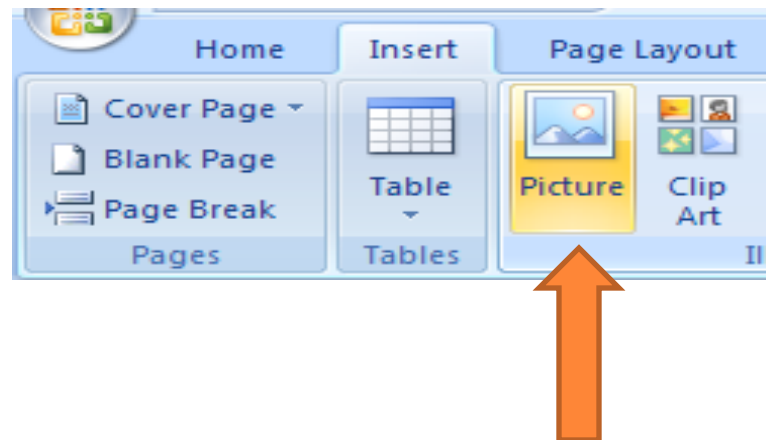 Home Insert Page Layout
Cover Page
Blank Page
Page Break
Pages
Table
Tables
Picture
Clip
Art